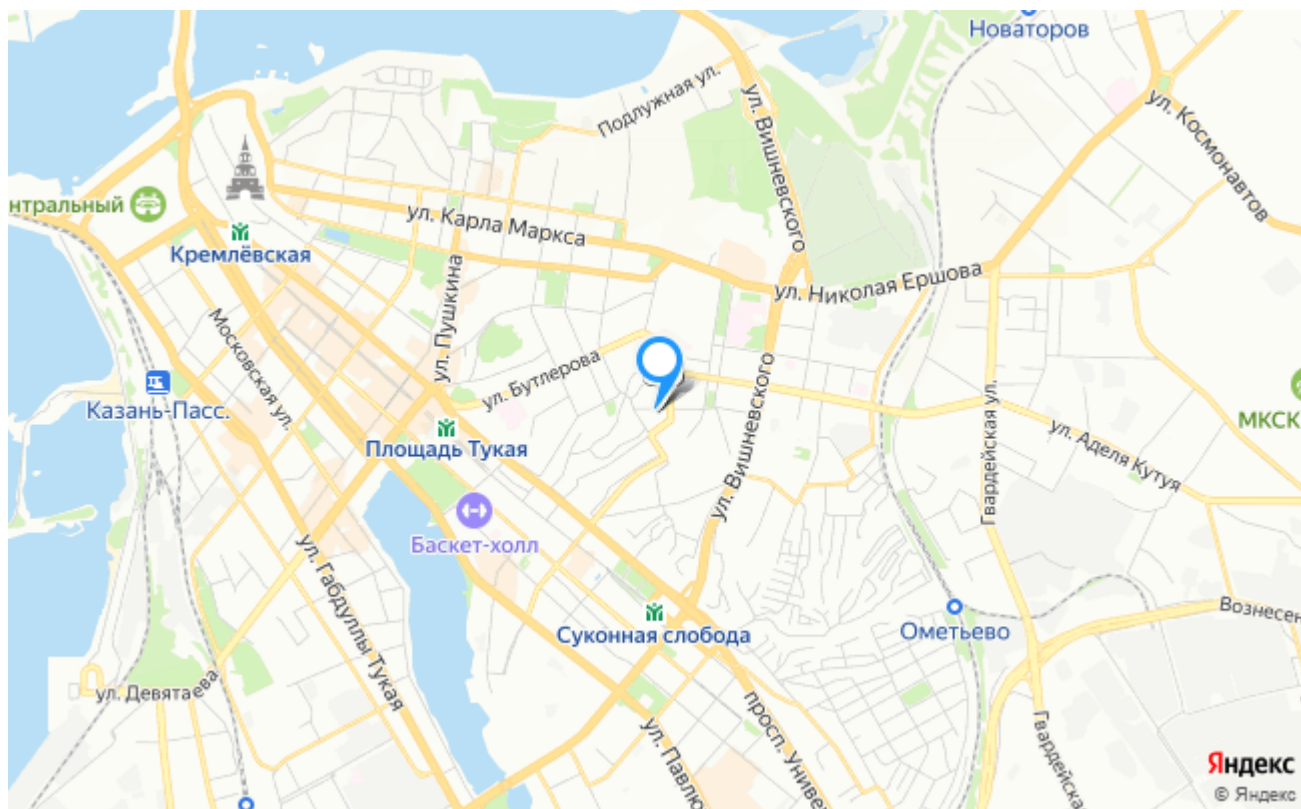 Новаторов
Подлужная ул.
ул. Вишневского
ул. Космонавтов
нтральный
ул. Карла Маркса
Кремлёвская
ул. Николая Ершова
ул. Пушкина
Московская ул.
ул. Бутлерова
Казань-Пасс.
Площадь Тукая
ул. Вишневского
Гвардейская ул.
МКСК
ул. Аделя Кутуя
Баскет-холл
ул. Габдуллы Тукая
Суконная слобода
Ометьево
Вознесен
ул. Девятаева
просп. Универ
ул. Павлю
Гвардейская
Яндекс
© Яндекс